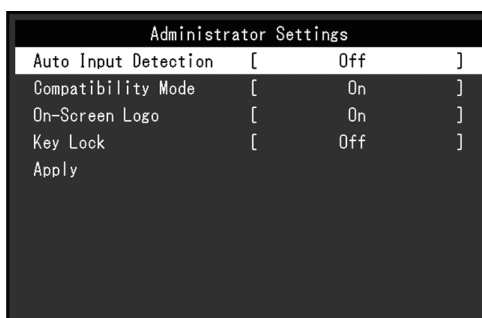 Administrator Settings
Auto Input Detection [ Off ]
Compatibility Mode [ On ]
On-Screen Logo [ On ]
Key Lock [ Off ]
Apply